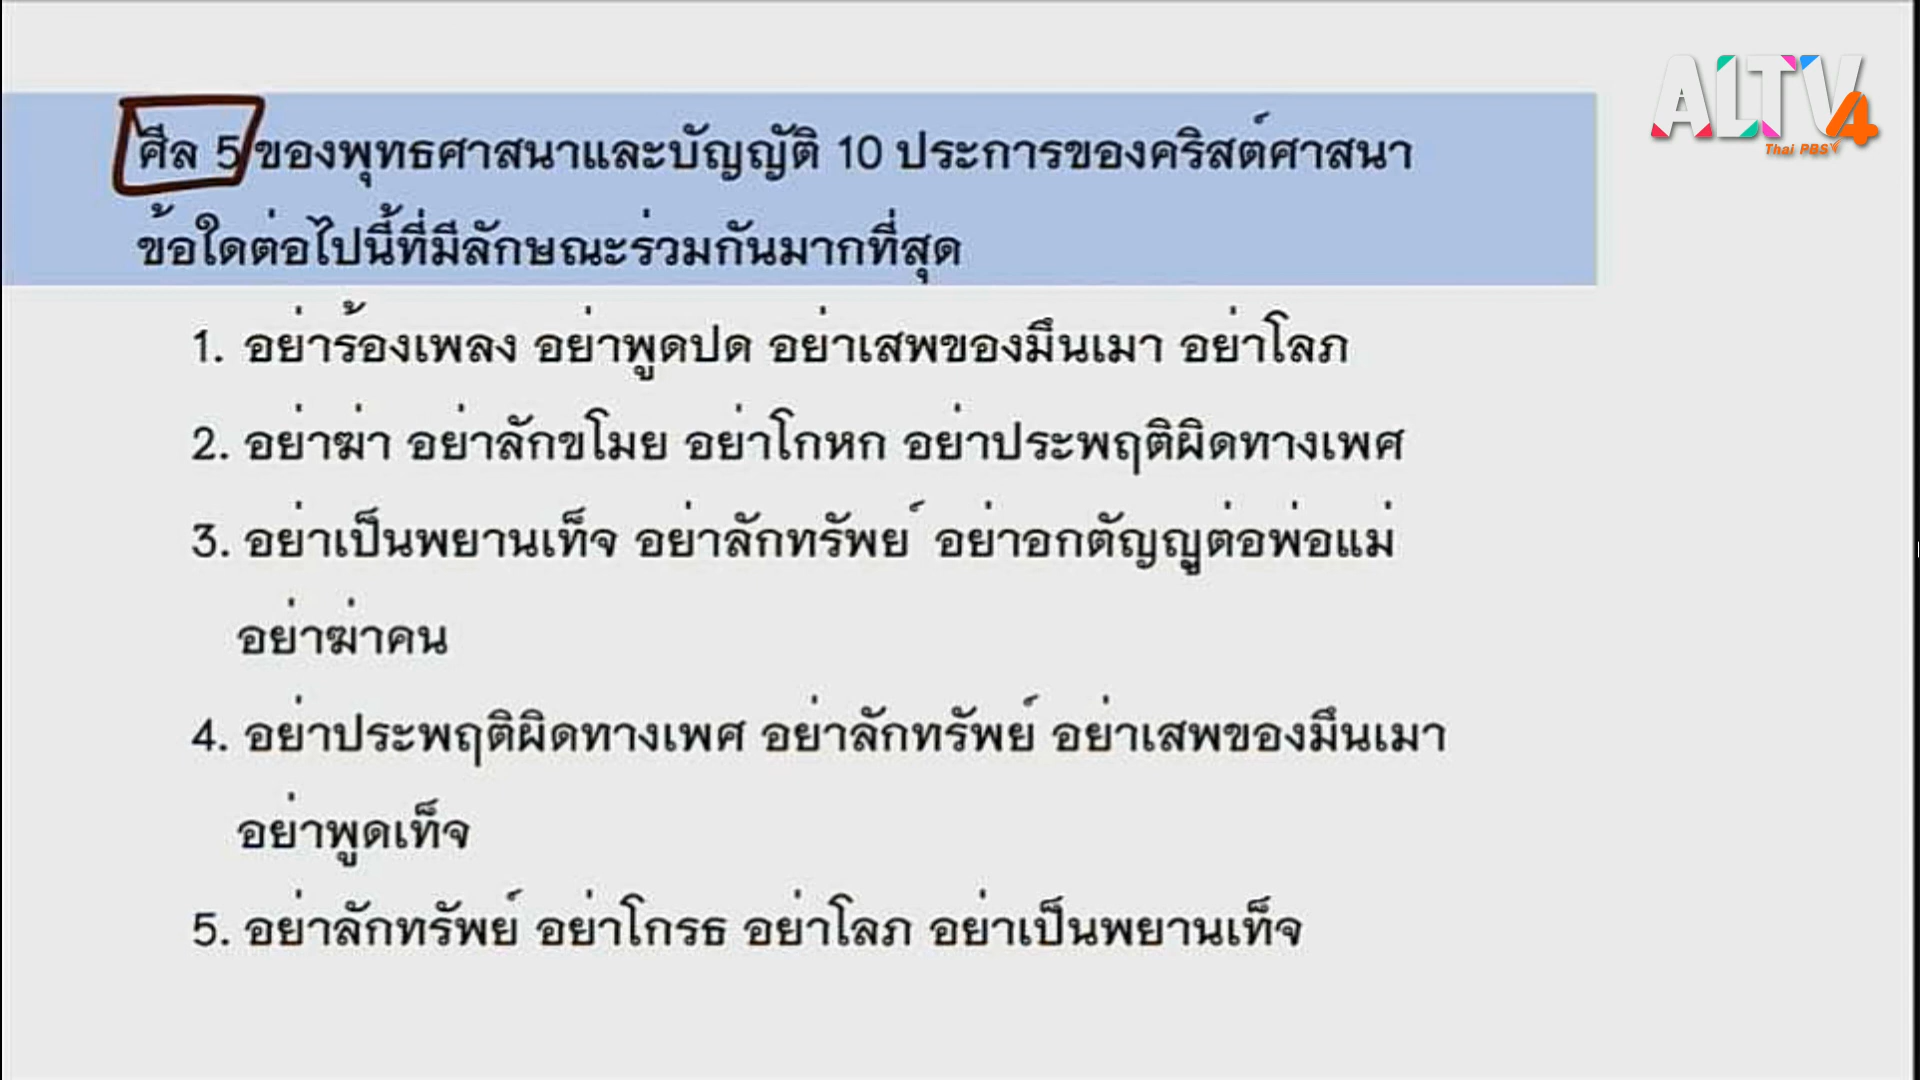 ALTV4
Thai PBS
ศีล 5 ของพุทธศาสนาและบัญญัติ 10 ประการของคริสต์ศาสนา
ข้อใดต่อไปนี้ที่มีลักษณะร่วมกันมากที่สุด
1. อย่าร้องเพลง อย่าพูดปด อย่าเสพของมึนเมา อย่าโลภ
2. อย่าฆ่า อย่าลักขโมย อย่าโกหก อย่าประพฤติผิดทางเพศ
3. อย่าเป็นพยานเท็จ อย่าลักทรัพย์ อย่าอกตัญญูต่อพ่อแม่
อย่าฆ่าคน
4. อย่าประพฤติผิดทางเพศ อย่าลักทรัพย์ อย่าเสพของมึนเมา
อย่าพูดเท็จ
5. อย่าลักทรัพย์ อย่าโกรธ อย่าโลภ อย่าเป็นพยานเท็จ